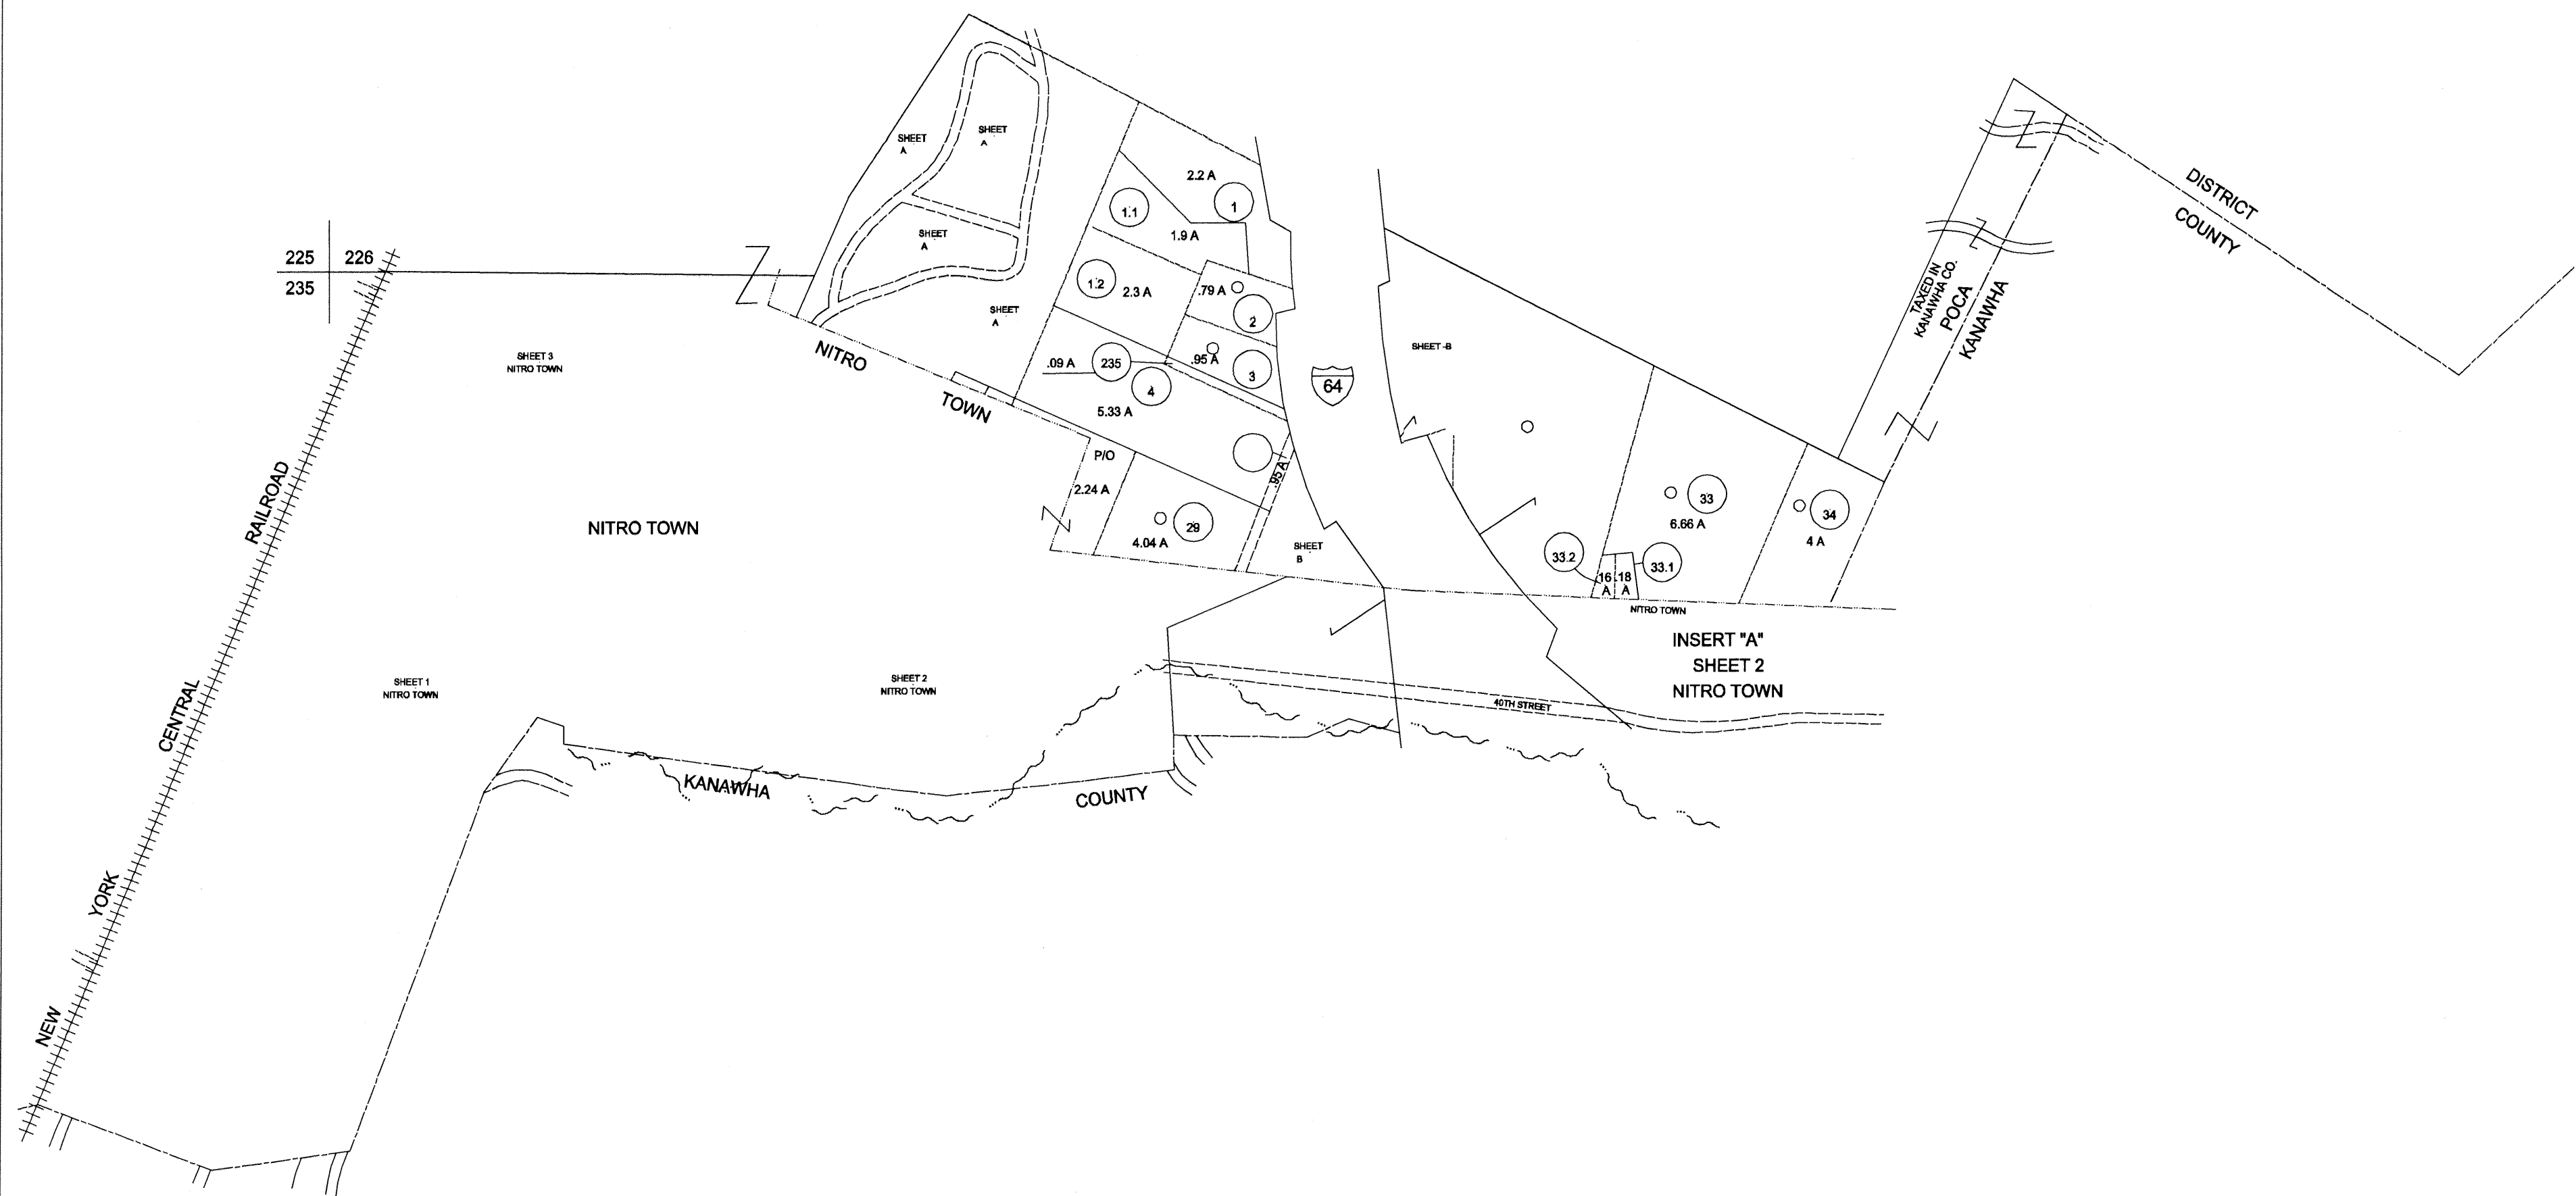 225 226
235
SHEET
A
SHEET
A
SHEET
A
SHEET
A
2.2 A
1
1.1
1.9 A
1.2
2.3 A
.79 A
2
.95 A
3
.09 A
235
4
5.33 A
.95 A
P/O
2.24 A
29
4.04 A
SHEET
B
64
SHEET -B
33
6.66 A
34
4 A
33.2
.16
A
.18
A
33.1
NITRO TOWN
INSERT "A"
SHEET 2
NITRO TOWN
40TH STREET
TAXED IN
KANAWHA CO.
POCA
KANAWHA
DISTRICT
COUNTY
NITRO
TOWN
SHEET 3
NITRO TOWN
NITRO TOWN
SHEET 1
NITRO TOWN
SHEET 2
NITRO TOWN
KANAWHA
COUNTY
NEW
YORK
CENTRAL
RAILROAD